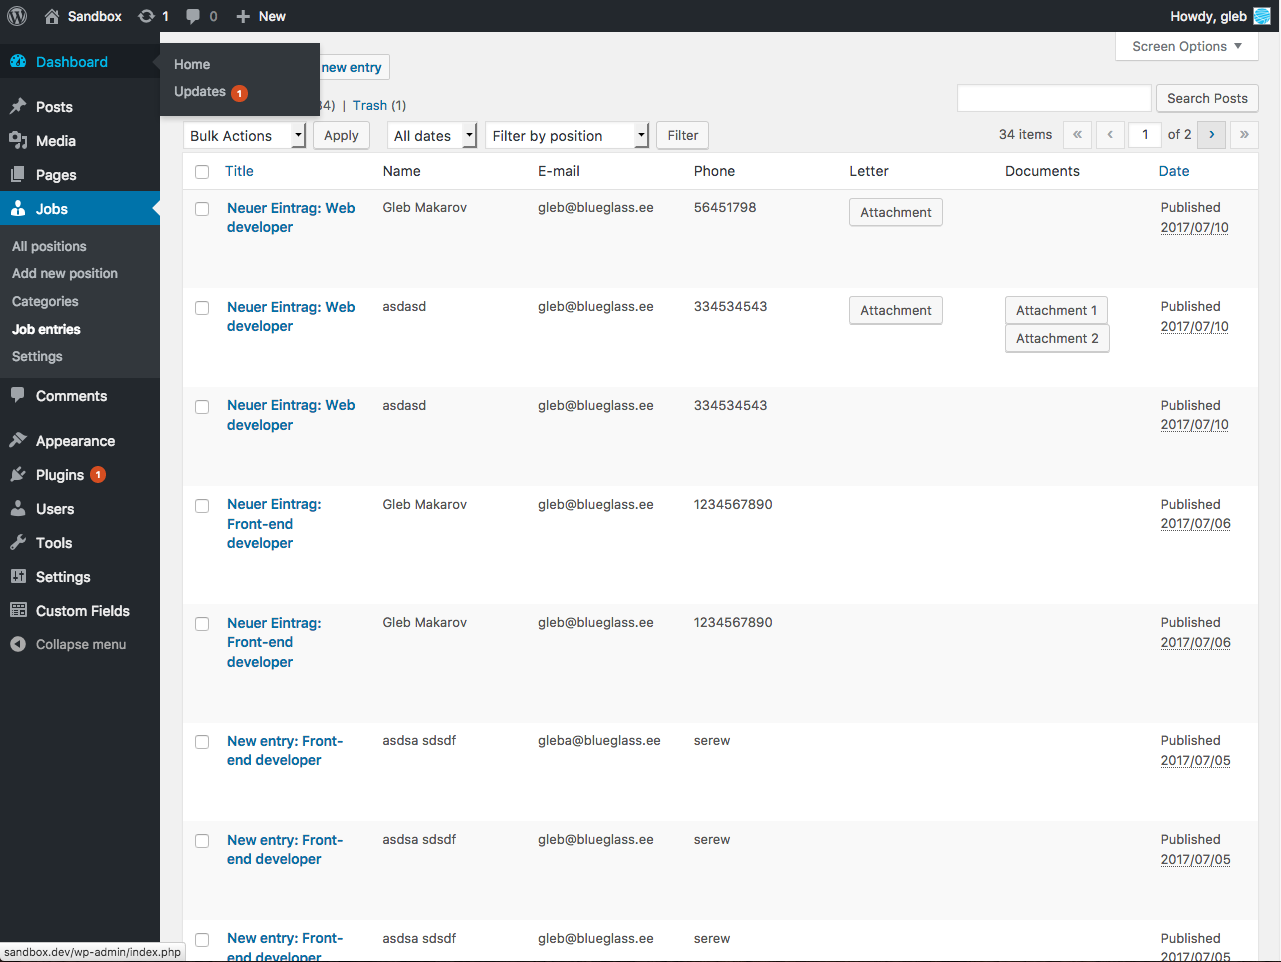 Sandbox 1 0 New Howdy, gleb
Dashboard
Home
Updates 1
new entry
Screen Options
Posts
Media
Pages
Jobs
All positions
Add new position
Categories
Job entries
Settings
Comments
Appearance
Plugins 1
Users
Tools
Settings
Custom Fields
Collapse menu
34) | Trash (1)
Search Posts
Bulk Actions Apply All dates Filter by position Filter 34 items « ‹ 1 of 2 › »
Title Name E-mail Phone Letter Documents Date
Neuer Eintrag: Web Gleb Makarov gleb@blueglass.ee 56451798 Attachment Published
developer 2017/07/10
Neuer Eintrag: Web asdasd gleb@blueglass.ee 334534543 Attachment Attachment 1 Published
developer Attachment 2 2017/07/10
Neuer Eintrag: Web asdasd gleb@blueglass.ee 334534543 Published
developer 2017/07/10
Neuer Eintrag: Gleb Makarov gleb@blueglass.ee 1234567890 Published
Front-end 2017/07/06
developer
Neuer Eintrag: Gleb Makarov gleb@blueglass.ee 1234567890 Published
Front-end 2017/07/06
developer
New entry: Front- asdsa sdsdf gleba@blueglass.ee serew Published
end developer 2017/07/05
New entry: Front- asdsa sdsdf gleb@blueglass.ee serew Published
end developer 2017/07/05
New entry: Front- asdsa sdsdf gleb@blueglass.ee serew Published
end developer 2017/07/05
sandbox.dev/wp-admin/index.php